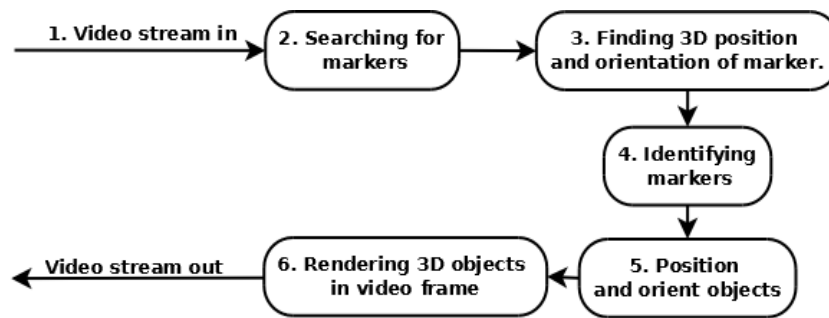 1. Video stream in
2. Searching for
markers
3. Finding 3D position
and orientation of marker.
4. Identifying
markers
5. Position
and orient objects
6. Rendering 3D objects
in video frame
Video stream out